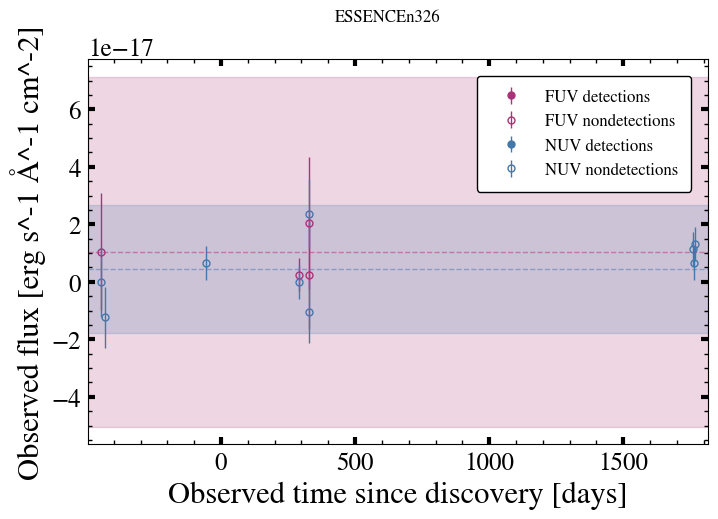 ESSENCEn326
1e−17
Observed flux [erg s^-1 Å^-1 cm^-2]
6
4
2
0
−2
−4
FUV detections
FUV nondetections
NUV detections
NUV nondetections
0 500 1000 1500
Observed time since discovery [days]